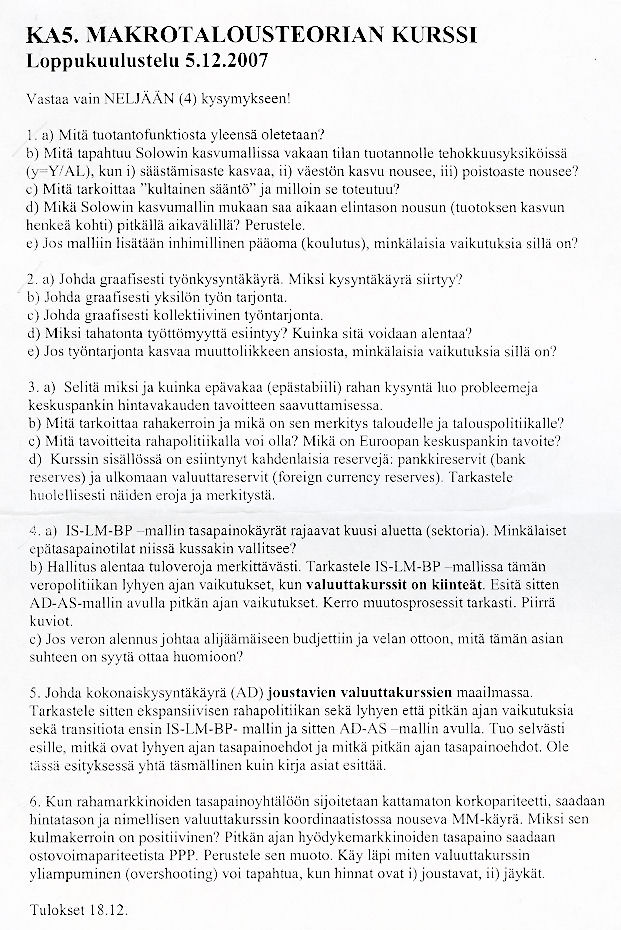 KA5. MAKROTALOUSTEORIAN KURSSI
Loppukuulustelu 5.12.2007
Vastaa vain NELJÄÄN (4) kysymykseen!
1. a) Mitä tuotantofunktiosta yleensä oletetaan?
b) Mitä tapahtuu Solowin kasvumallissa vakaan tilan tuotannolle tehokkuusyksiköissä
(y=Y/AL), kun i) säästämisaste kasvaa, ii) väestön kasvu nousee, iii) poistoaste nousee?
c) Mitä tarkoittaa ”kultainen sääntö” ja milloin se toteutuu?
d) Mikä Solowin kasvumallin mukaan saa aikaan elintason nousun (tuotoksen kasvun
henkeä kohti) pitkällä aikavälillä? Perustele.
e) Jos malliin lisätään inhimillinen pääoma (koulutus), minkälaisia vaikutuksia sillä on?
2. a) Johda graafisesti työnkysyntäkäyrä. Miksi kysyntäkäyrä siirtyy?
b) Johda graafisesti yksilön työn tarjonta.
c) Johda graafisesti kollektiivinen työntarjonta.
d) Miksi tahatonta työttömyyttä esiintyy? Kuinka sitä voidaan alentaa?
e) Jos työntarjonta kasvaa muuttoliikkeen ansiosta, minkälaisia vaikutuksia sillä on?
3. a) Selitä miksi ja kuinka epävakaa (epästabiili) rahan kysyntä luo probleemeja
keskuspankin hintavakauden tavoitteen saavuttamisessa.
b) Mitä tarkoittaa rahakerroin ja mikä on sen merkitys taloudelle ja talouspolitiikalle?
c) Mitä tavoitteita rahapolitiikalla voi olla? Mikä on Euroopan keskuspankin tavoite?
d) Kurssin sisällössä on esiintynyt kahdenlaisia reservejä: pankkireservit (bank
reserves) ja ulkomaan valuuttareservit (foreign currency reserves). Tarkastele
huolellisesti näiden eroja ja merkitystä.
4. a) IS-LM-BP –mallin tasapainokäyrät rajaavat kuusi aluetta (sektoria). Minkälaiset
epätasapainotilat niissä kussakin vallitsee?
b) Hallitus alentaa tuloveroja merkittävästi. Tarkastele IS-LM-BP –mallissa tämän
veropolitiikan lyhyen ajan vaikutukset, kun valuuttakurssit on kiinteät. Esitä sitten
AD-AS-mallin avulla pitkän ajan vaikutukset. Kerro muutosprosessit tarkasti. Piirrä
kuviot.
c) Jos veron alennus johtaa alijäämäiseen budjettiin ja velan ottoon, mitä tämän asian
suhteen on syytä ottaa huomioon?
5. Johda kokonaiskysyntäkäyrä (AD) joustavien valuuttakurssien maailmassa.
Tarkastele sitten ekspansiivisen rahapolitiikan sekä lyhyen että pitkän ajan vaikutuksia
sekä transitiota ensin IS-LM-BP- mallin ja sitten AD-AS –mallin avulla. Tuo selvästi
esille, mitkä ovat lyhyen ajan tasapainoehdot ja mitkä pitkän ajan tasapainoehdot. Ole
tässä esityksessä yhtä täsmällinen kuin kirja asiat esittää.
6. Kun rahamarkkinoiden tasapainoyhtälöön sijoitetaan kattamaton korkopariteetti, saadaan
hintatason ja nimellisen valuuttakurssin koordinaatistossa nouseva MM-käyrä. Miksi sen
kulmakerroin on positiivinen? Pitkän ajan hyödykemarkkinoiden tasapaino saadaan
ostovoimapariteetista PPP. Perustele sen muoto. Käy läpi miten valuuttakurssin
yliampuminen (overshooting) voi tapahtua, kun hinnat ovat i) joustavat, ii) jäykät.
Tulokset 18.12.